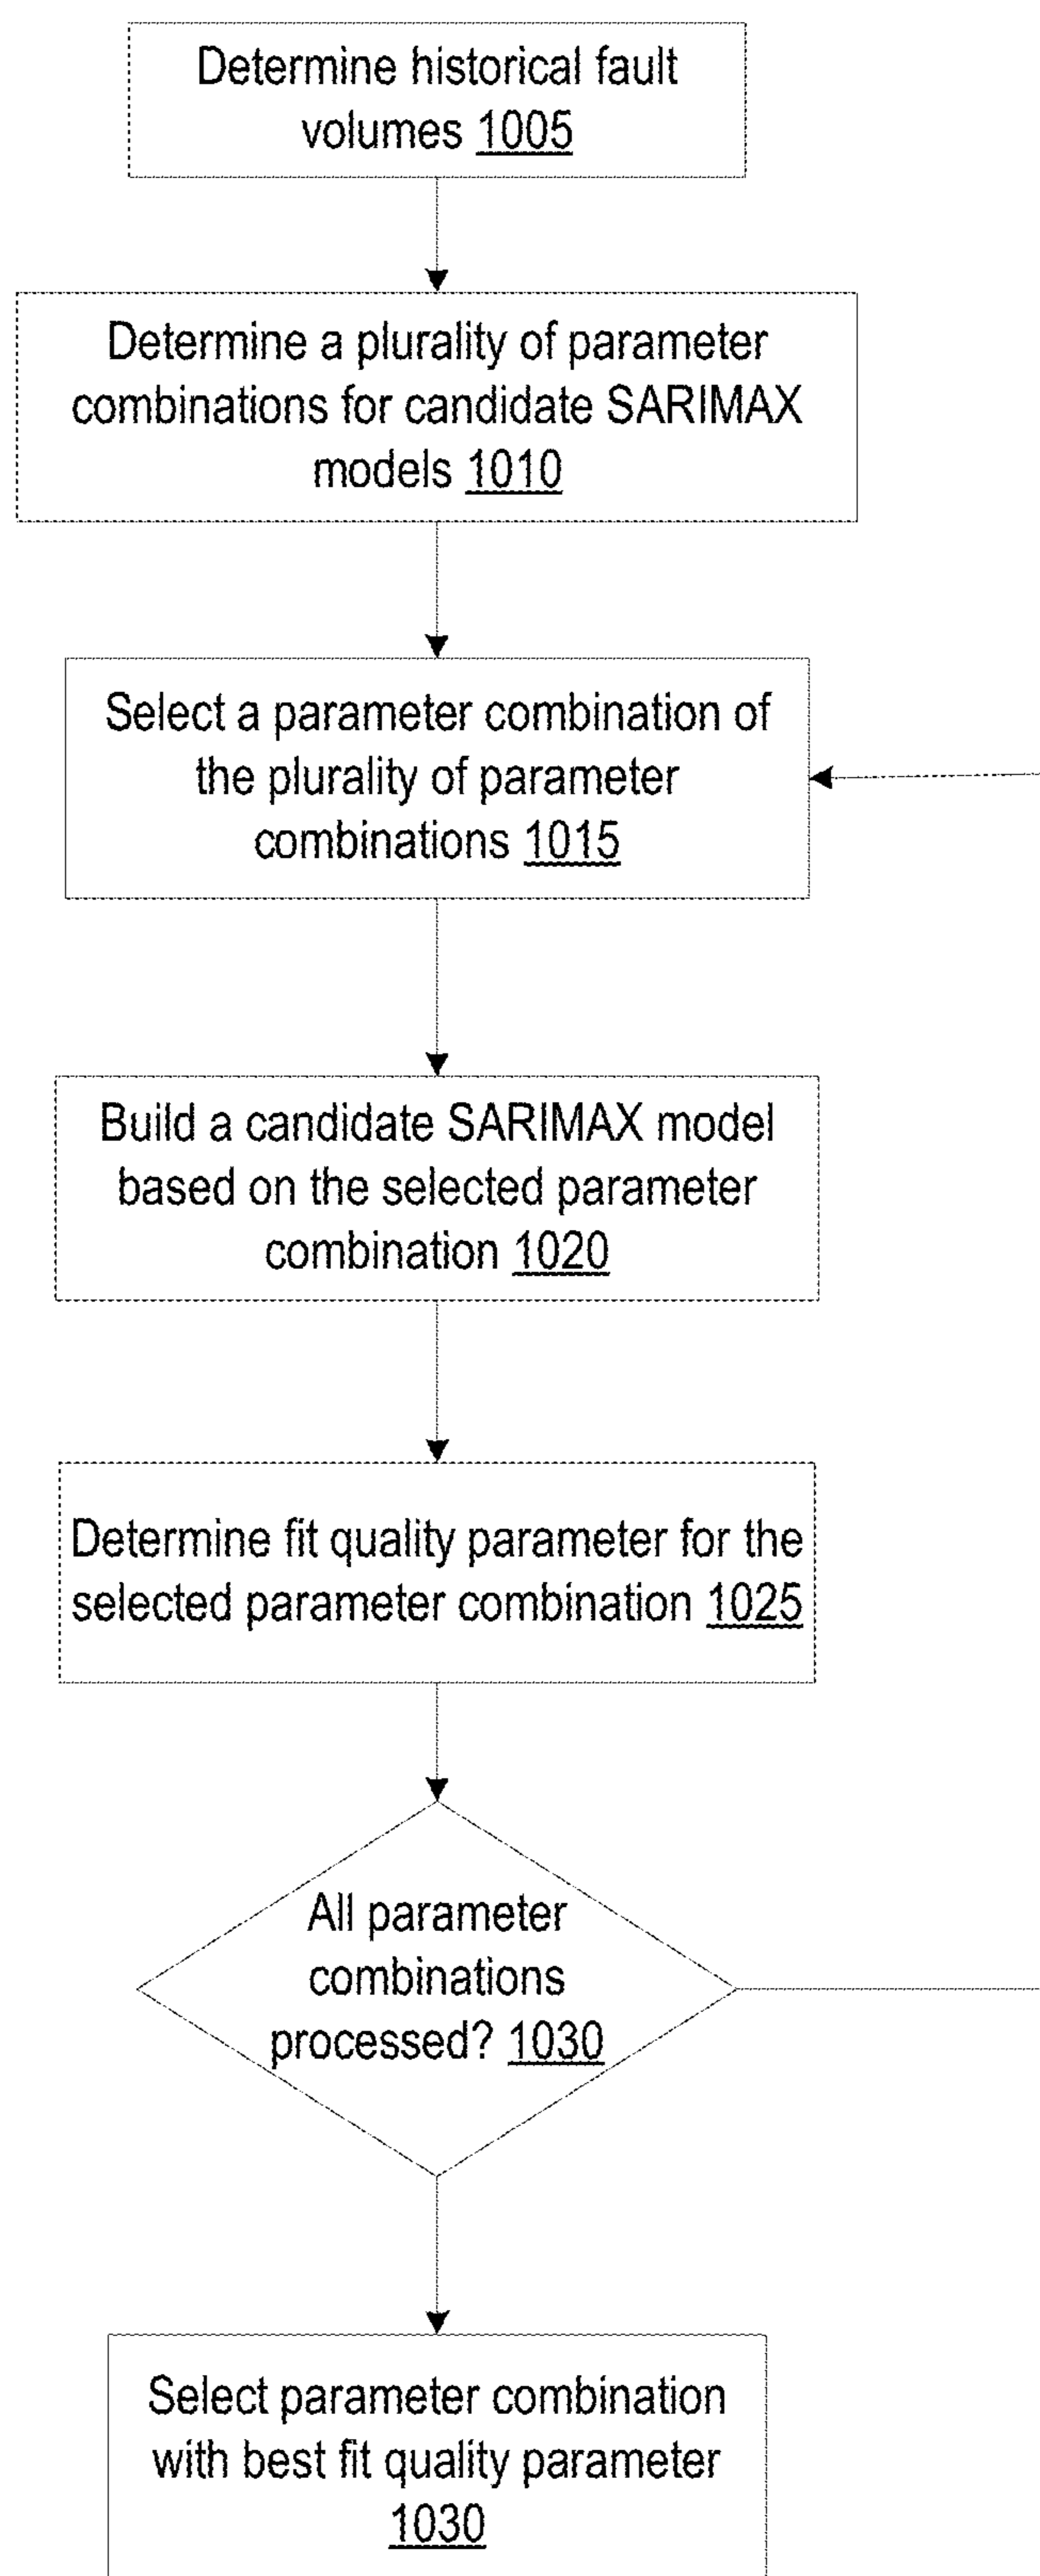 Determine historical fault
volumes 1005
Determine a plurality of parameter
combinations for candidate SARIMAX
models 1010
Select a parameter combination of
the plurality of parameter
combinations 1015
Build a candidate SARIMAX model
based on the selected parameter
combination 1020
Determine fit quality parameter for the
selected parameter combination 1025
All parameter
combinations
processed? 1030
Select parameter combination
with best fit quality parameter
1030